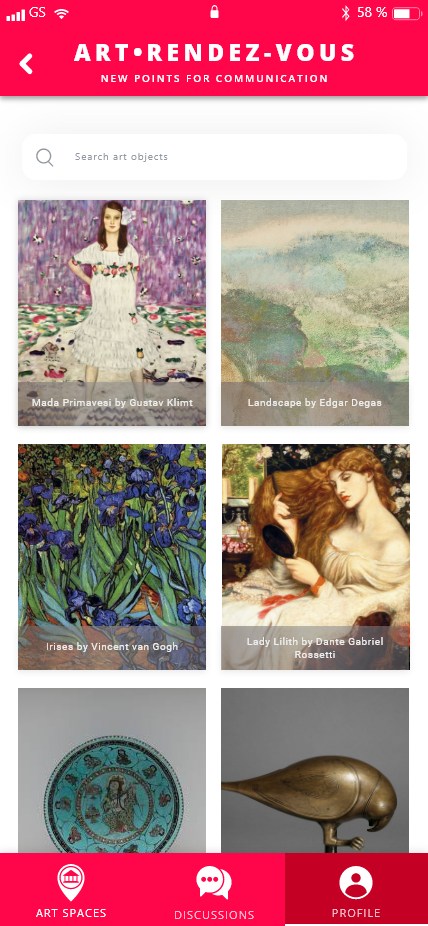 GS 58 %
ART•RENDEZ-VOUS
NEW POINTS FOR COMMUNICATION
Search art objects
Mada Primavesi by Gustav Klimt
Landscape by Edgar Degas
Irises by Vincent van Gogh
Lady Lilith by Dante Gabriel
Rossetti
ART SPACES
DISCUSSIONS
PROFILE